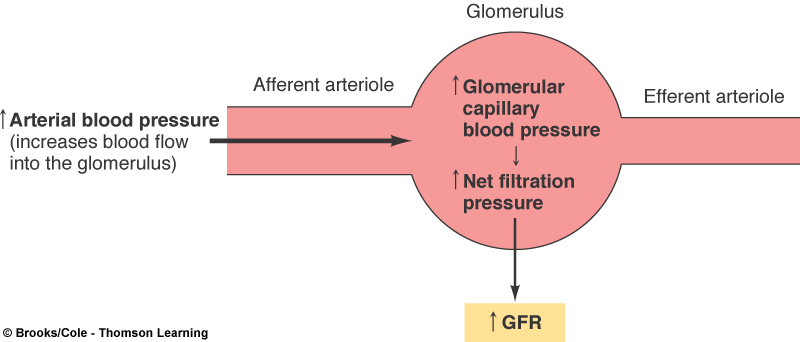 Glomerulus
Afferent arteriole
Efferent arteriole
↑ Arterial blood pressure
(increases blood flow
into the glomerulus)
↑ Glomerular
capillary
blood pressure
↓
↑ Net filtration
pressure
↑ GFR
© Brooks/Cole - Thomson Learning